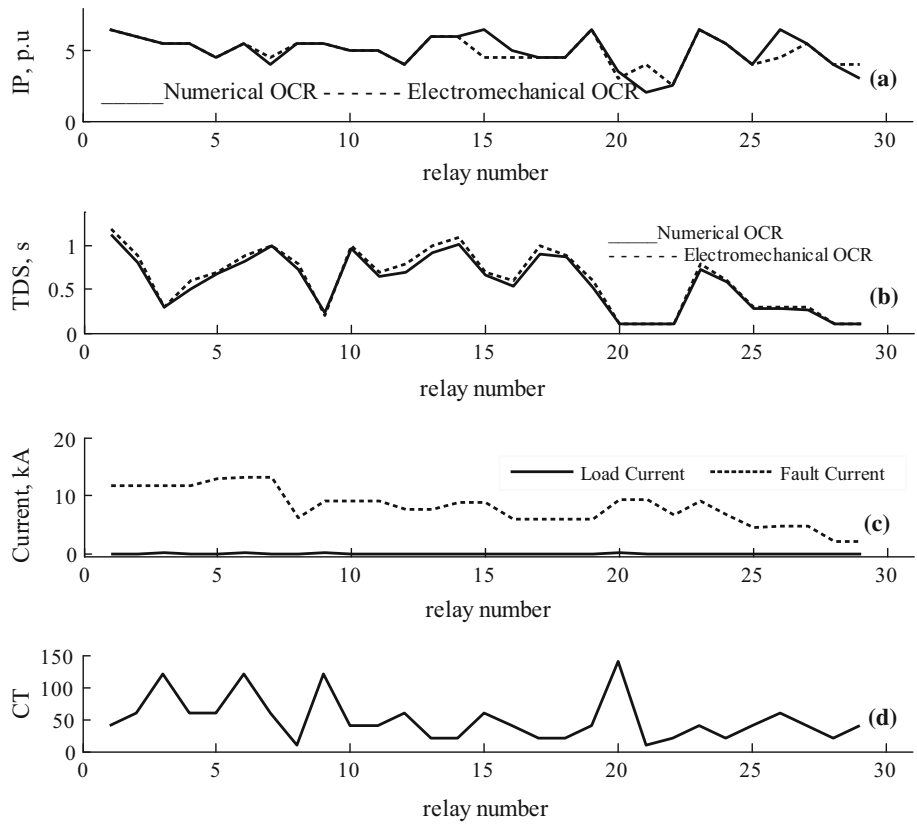 IP, p.u
5
0
(a)
_____Numerical OCR - - - - - - Electromechanical OCR
0 5 10 15 20 25 30
relay number
TDS, s
1
0.5
0
_____Numerical OCR
- - - - - - Electromechanical OCR
(b)
0 5 10 15 20 25 30
relay number
Current, kA
20
10
0
Load Current Fault Current
(c)
0 5 10 15 20 25 30
relay number
CT
150
100
50
0
(d)
0 5 10 15 20 25 30
relay number